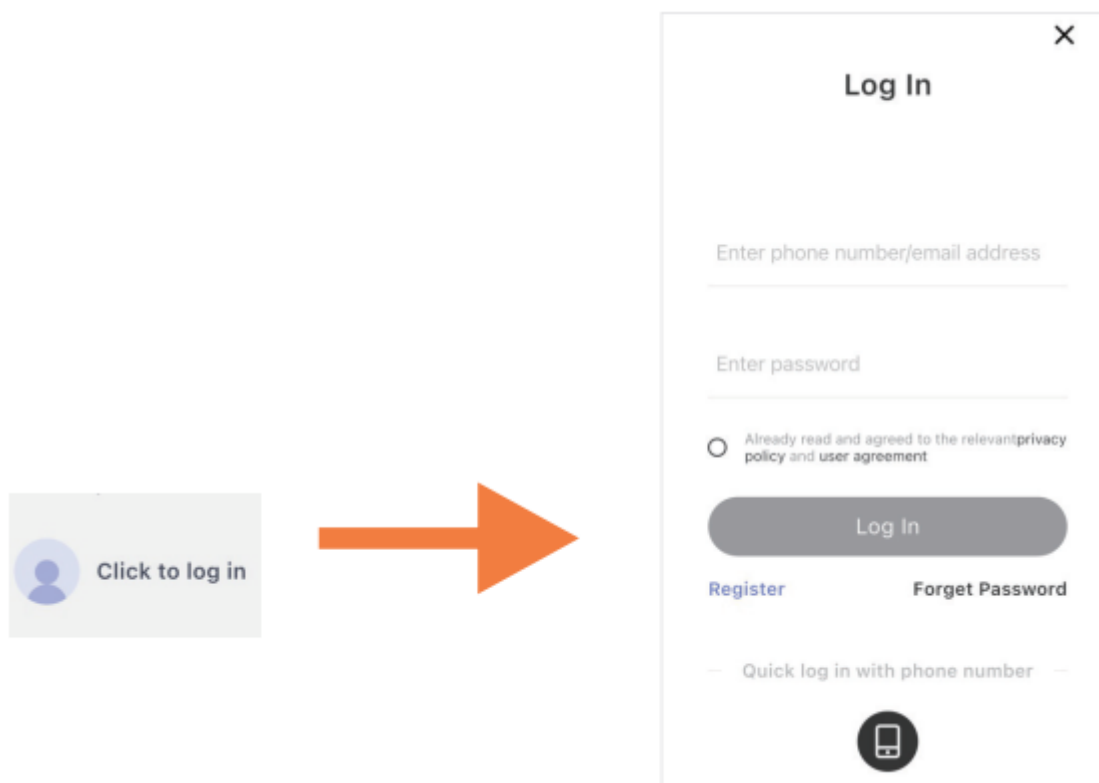 Click to log in
Log In
Enter phone number/email address
Enter password
Already read and agreed to the relevantprivacy
policy and user agreement
Log In
Register
Forget Password
Quick log in with phone number